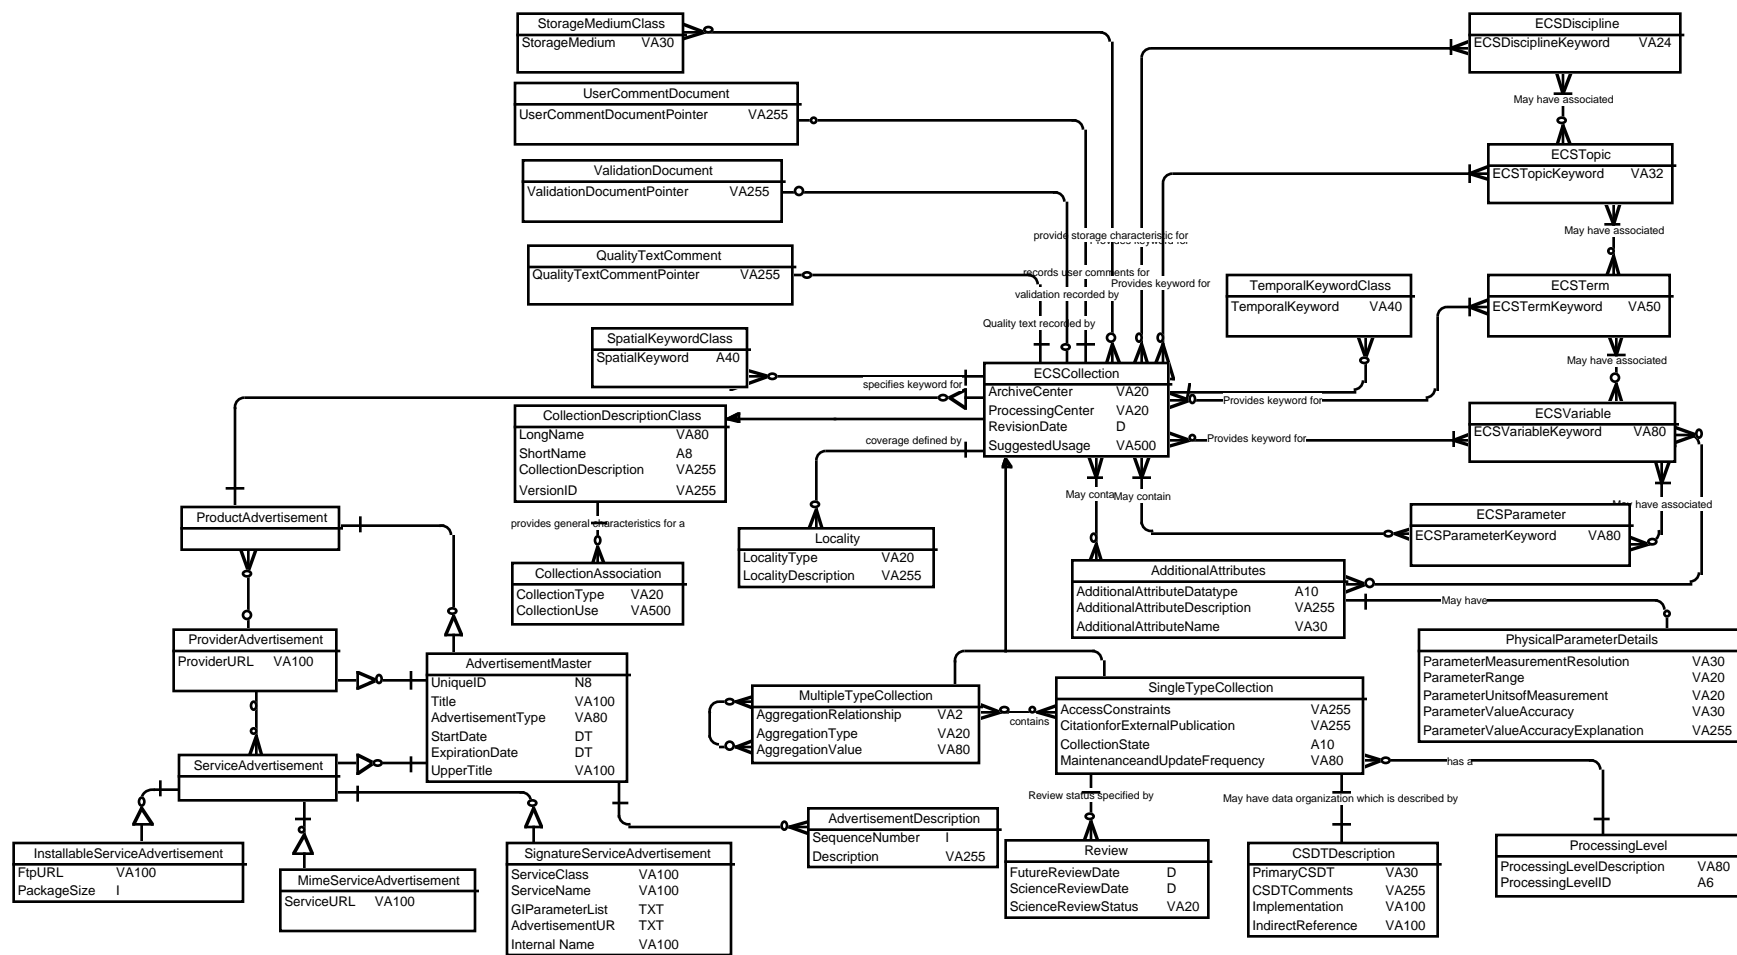 StorageMediumClass
StorageMedium VA30
UserCommentDocument
UserCommentDocumentPointer VA255
ValidationDocument
ValidationDocumentPointer VA255
QualityTextComment
QualityTextCommentPointer VA255
SpatialKeywordClass
SpatialKeyword A40
ECSDiscipline
ECSDisciplineKeyword VA24
May have associated
ECSTopic
ECSTopicKeyword VA32
May have associated
ECSTerm
ECSTermKeyword VA50
May have associated
ECSVariable
ECSVariableKeyword VA80
have associated
ECSParameter
ECSParameterKeyword VA80
TemporalKeywordClass
TemporalKeyword VA40
provide storage characteristic for
Provides keyword for
records user comments for
Provides keyword for
validation recorded by
Quality text recorded by
specifies keyword for
Provides keyword for
Provides keyword for
coverage defined by
ECSCollection
ArchiveCenter VA20
ProcessingCenter VA20
RevisionDate D
SuggestedUsage VA500
May conta
May contain
CollectionDescriptionClass
LongName VA80
ShortName A8
CollectionDescription VA255
VersionID VA255
provides general characteristics for a
CollectionAssociation
CollectionType VA20
CollectionUse VA500
Locality
LocalityType VA20
LocalityDescription VA255
AdditionalAttributes
AdditionalAttributeDatatype A10
AdditionalAttributeDescription VA255
AdditionalAttributeName VA30
May have
PhysicalParameterDetails
ParameterMeasurementResolution VA30
ParameterRange VA20
ParameterUnitsofMeasurement VA20
ParameterValueAccuracy VA30
ParameterValueAccuracyExplanation VA255
ProductAdvertisement
ProviderAdvertisement
ProviderURL VA100
AdvertisementMaster
UniqueID N8
Title VA100
AdvertisementType VA80
StartDate DT
ExpirationDate DT
UpperTitle VA100
ServiceAdvertisement
MultipleTypeCollection
AggregationRelationship VA2
AggregationType VA20
AggregationValue VA80
contains
SingleTypeCollection
AccessConstraints VA255
CitationforExternalPublication VA255
CollectionState A10
MaintenanceandUpdateFrequency VA80
has a
Review status specified by
May have data organization which is described by
InstallableServiceAdvertisement
FtpURL VA100
PackageSize I
MimeServiceAdvertisement
ServiceURL VA100
SignatureServiceAdvertisement
ServiceClass VA100
ServiceName VA100
GIParameterList TXT
AdvertisementUR TXT
Internal Name VA100
AdvertisementDescription
SequenceNumber I
Description VA255
Review
FutureReviewDate D
ScienceReviewDate D
ScienceReviewStatus VA20
CSDTDescription
PrimaryCSDT VA30
CSDTComments VA255
Implementation VA100
IndirectReference VA100
ProcessingLevel
ProcessingLevelDescription VA80
ProcessingLevelID A6